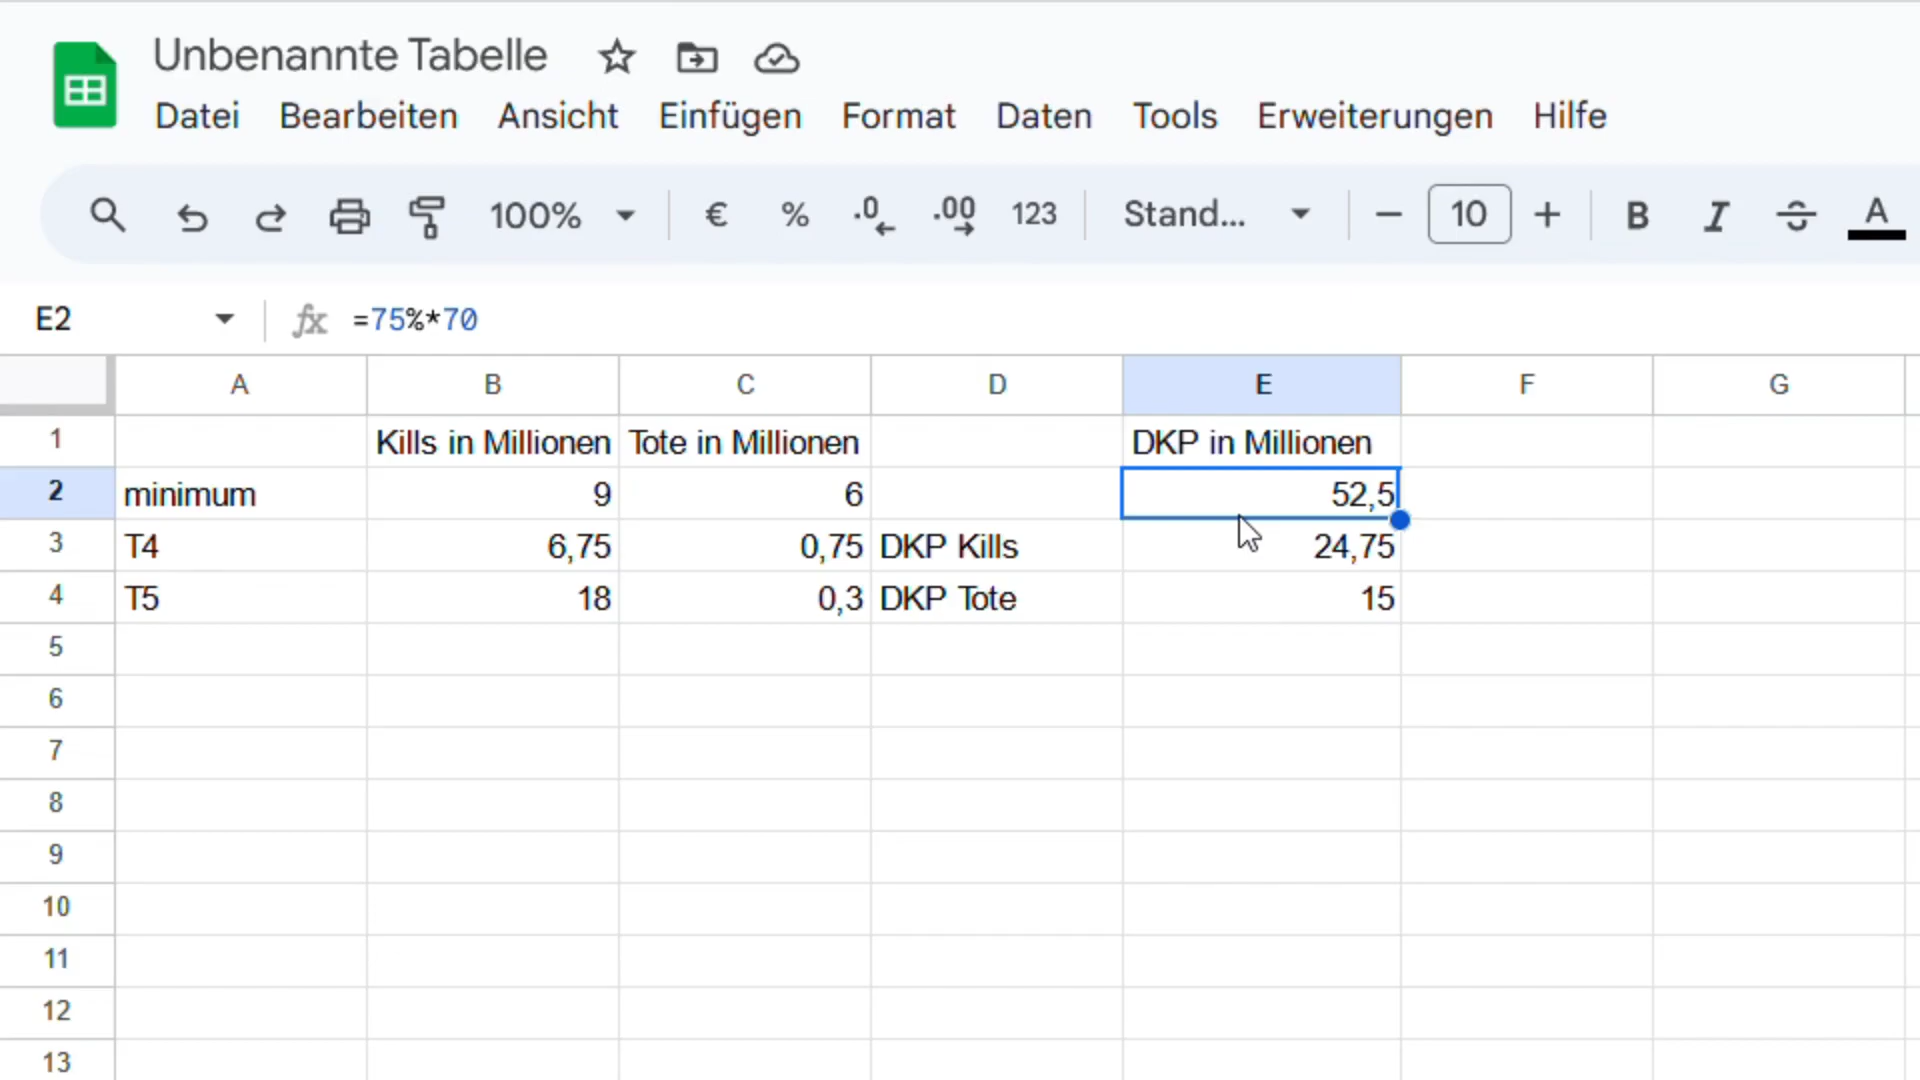 Unbenannte Tabelle
Datei Bearbeiten Ansicht Einfügen Format Daten Tools Erweiterungen Hilfe
100% € % .0 .00 123 Stand... − 10 + B I S A
E2 fx =75%*70
A B C D E F G
1 Kills in Millionen Tote in Millionen DKP in Millionen
2 minimum 9 6 52,5
3 T4 6,75 0,75 DKP Kills 24,75
4 T5 18 0,3 DKP Tote 15
5
6
7
8
9
10
11
12
13